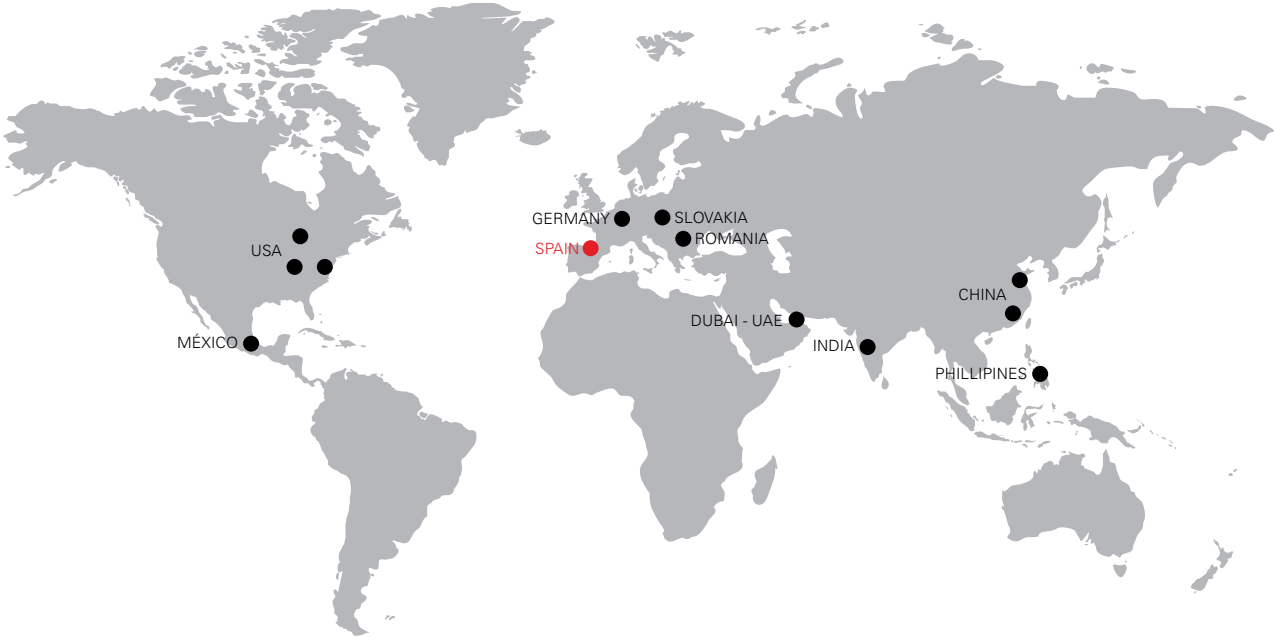 GERMANY
SLOVAKIA
ROMANIA
SPAIN
USA
CHINA
DUBAI - UAE
MÉXICO
INDIA
PHILLIPINES